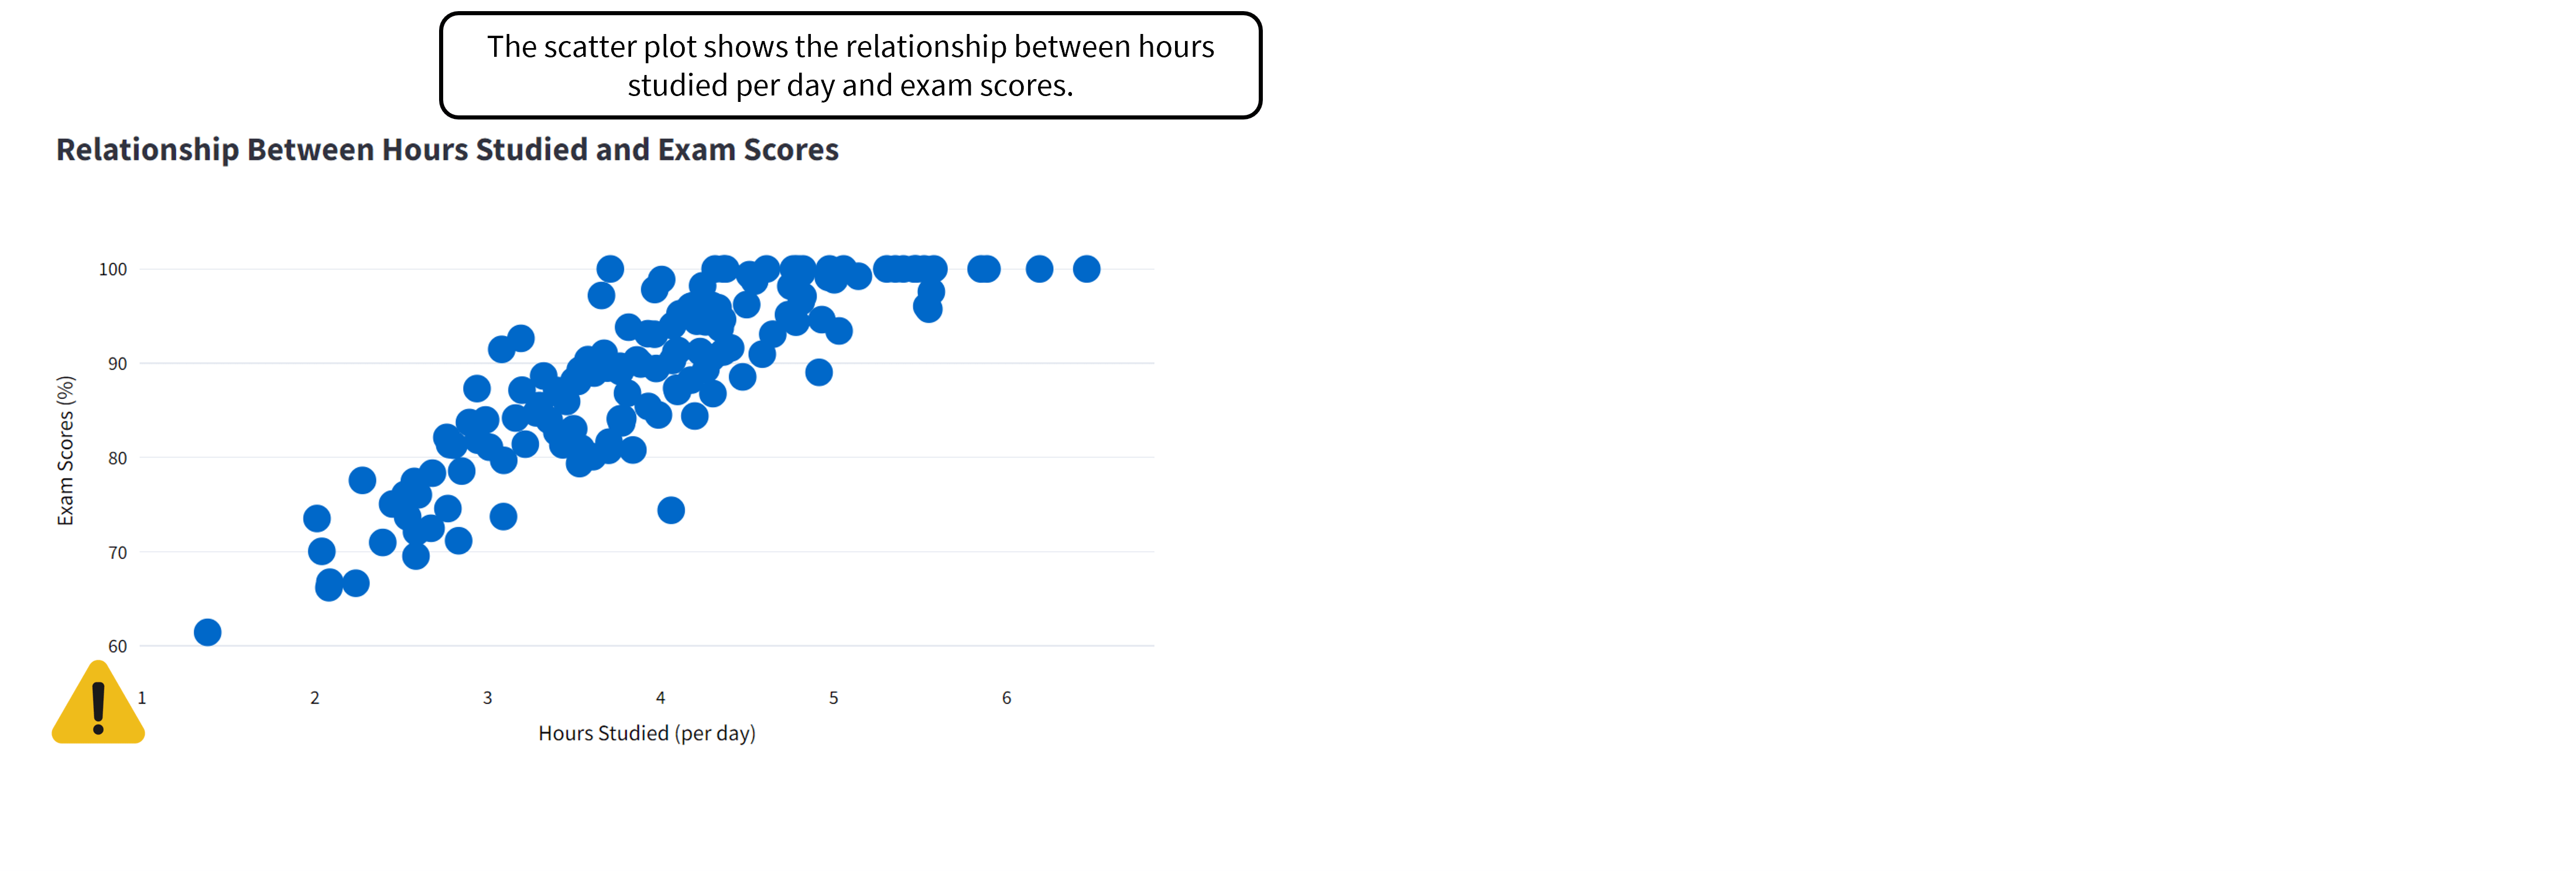 The scatter plot shows the relationship between hours
studied per day and exam scores.
Relationship Between Hours Studied and Exam Scores
100
90
80
70
60
Exam Scores (%)
1 2 3 4 5 6
Hours Studied (per day)